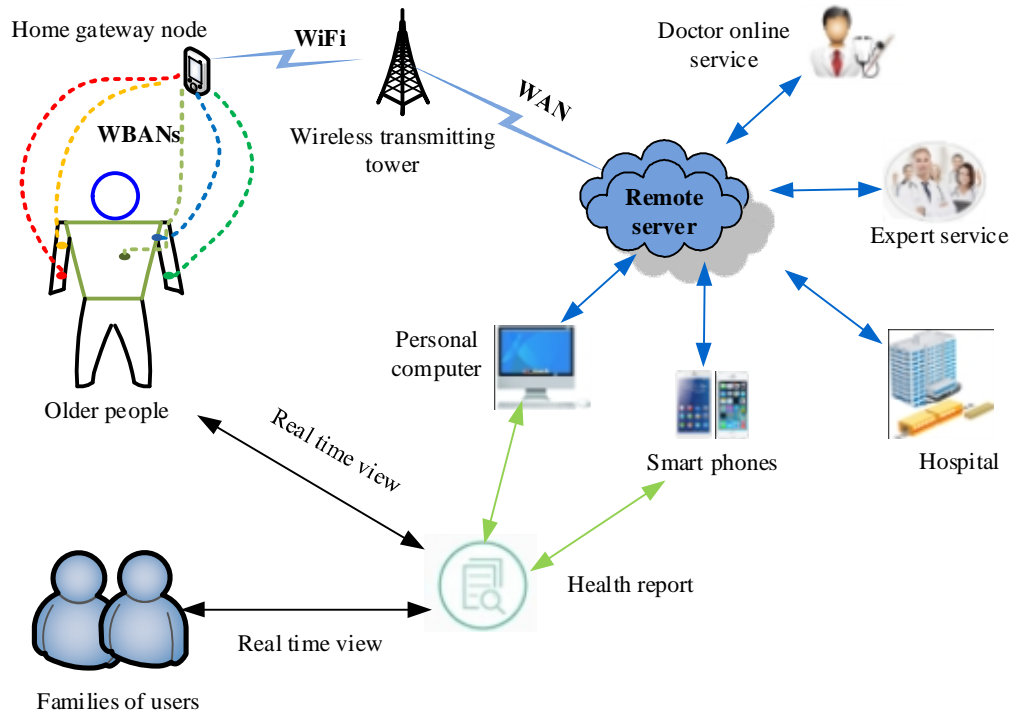 Home gateway node
WiFi
Doctor online
service
WAN
WBANs
Wireless transmitting
tower
Remote
server
Expert service
Personal
computer
Older people
Real time view
Smart phones
Hospital
Health report
Real time view
Families of users